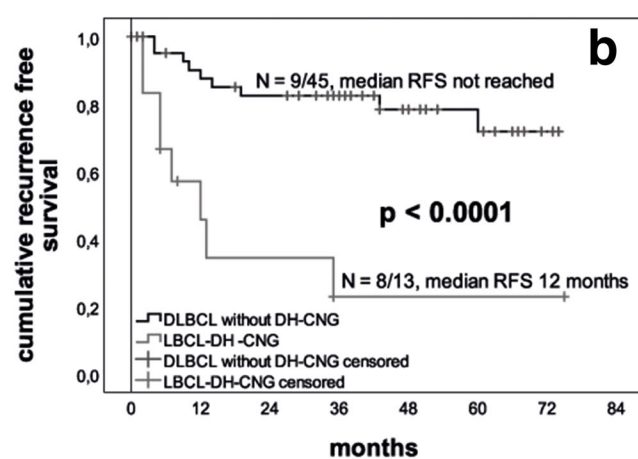 b
cumulative recurrence free
survival
1,0
0,8
0,6
0,4
0,2
0,0
N = 9/45, median RFS not reached
p < 0.0001
N = 8/13, median RFS 12 months
DLBCL without DH-CNG
LBCL-DH -CNG
DLBCL without DH-CNG censored
LBCL-DH-CNG censored
0 12 24 36 48 60 72 84
months